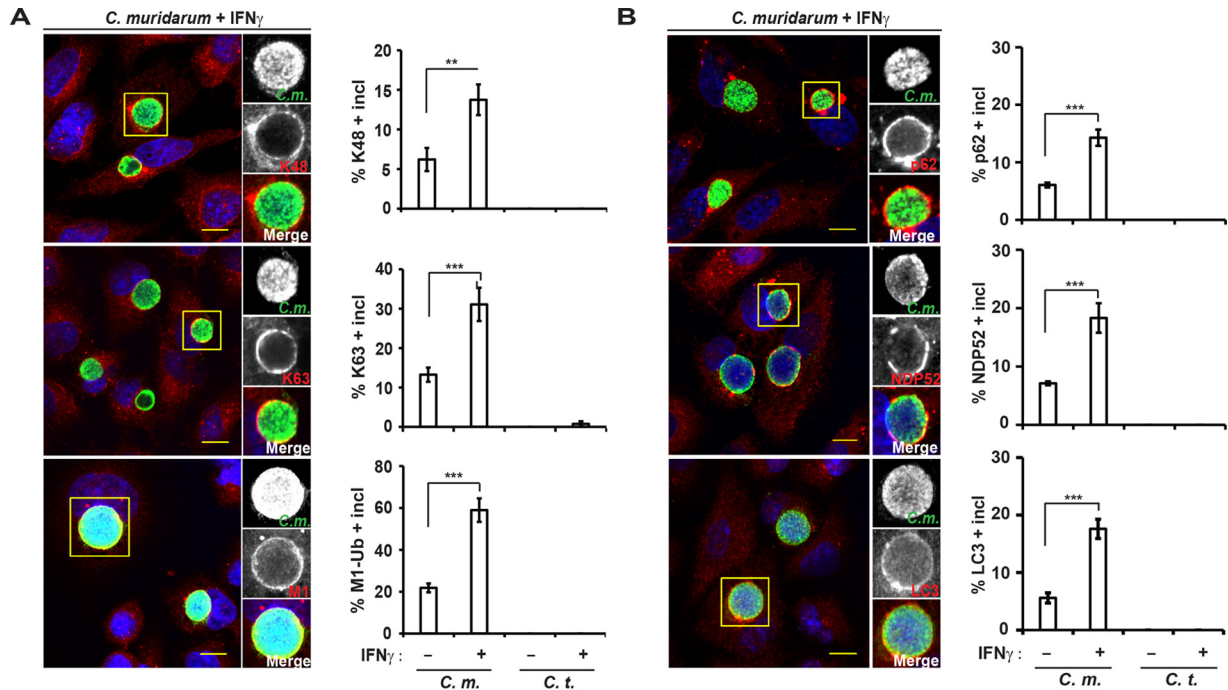 A
C. muridarum + IFNγ
C.m.
K48
Merge
C.m.
K63
Merge
C.m.
M1
Merge
% K48 + incl
20
15
10
5
0
**
% K63 + incl
40
30
20
10
0
***
% M1-Ub + incl
80
60
40
20
0
***
IFNγ : – + – +
C. m. C. t.
B
C. muridarum + IFNγ
C.m.
p62
Merge
C.m.
NDP52
Merge
C.m.
LC3
Merge
% p62 + incl
30
20
10
0
***
% NDP52 + incl
30
20
10
0
***
% LC3 + incl
30
20
10
0
***
IFNγ : – + – +
C. m. C. t.